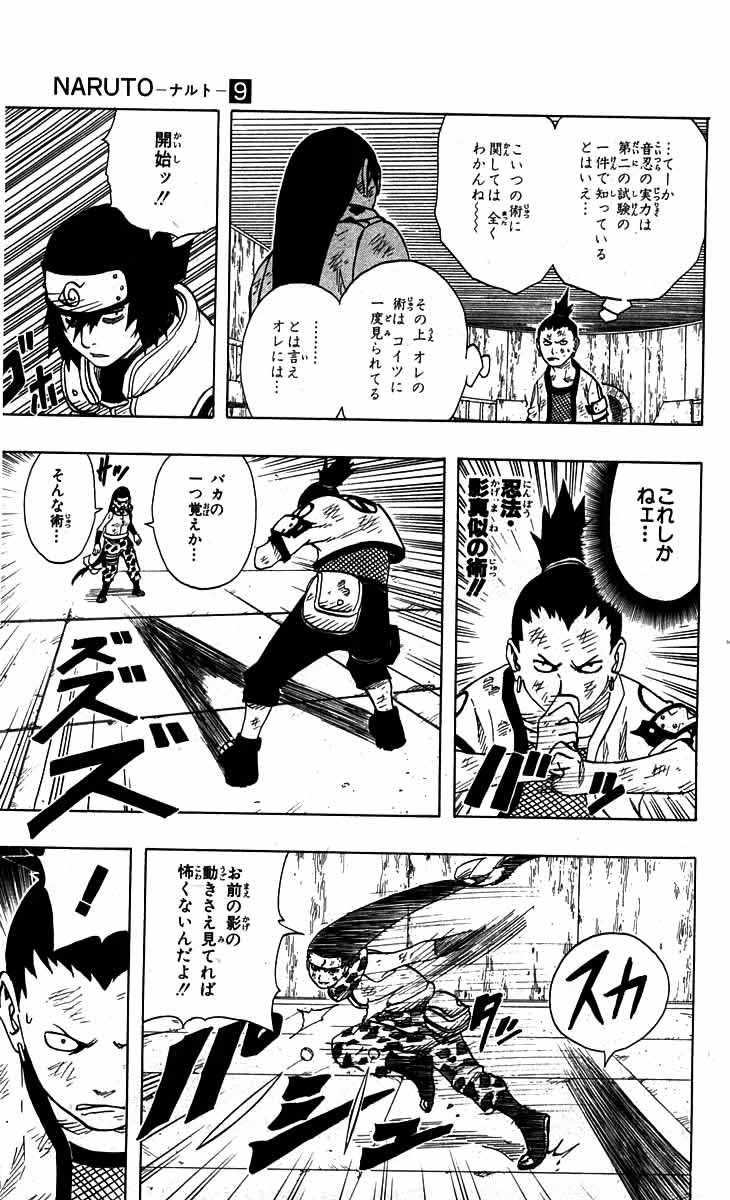 NARUTO―ナルト― 9
…てーか
音忍の実力は
第二の試験の
一件で知っている
とはいえ…
こいつの術に
関しては 全く
わかんね〜〜
その上 オレの
術は コイツに
一度見られてる
………
とは言え
オレには…
開始ッ!!
ゴホ
これしか
ねェ…
忍法・
影真似の術!!
バカの
一つ覚えか…
そんな術…
ザッ
ズズズ
スカ
お前の影の
動きさえ見てれば
怖くないんだよ!!
ダッ
ガシュ
!